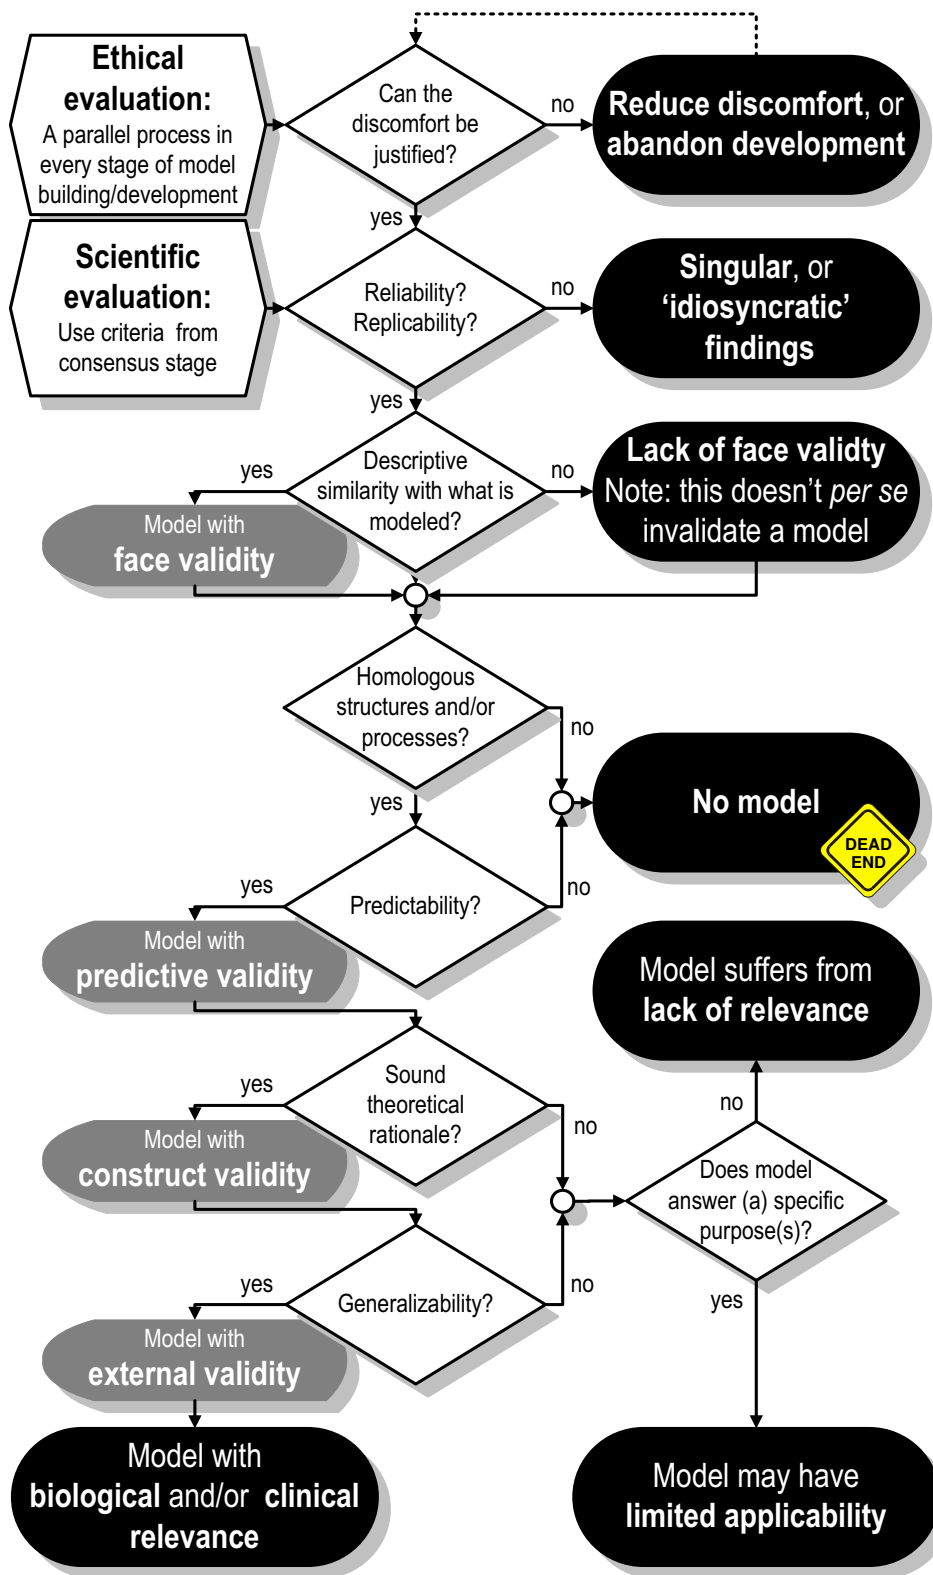 Ethical
evaluation:
A parallel process in
every stage of model
building/development
Can the
discomfort be
justified?
no
Reduce discomfort, or
abandon development
yes
Scientific
evaluation:
Use criteria from
consensus stage
Reliability?
Replicability?
no
Singular, or
‘idiosyncratic’
findings
yes
Descriptive
similarity with what is
modeled?
yes
no
Lack of face validty
Note: this doesn’t per se
invalidate a model
Model with
face validity
Homologous
structures and/or
processes?
no
yes
No model
DEAD
END
Predictability?
yes
no
Model with
predictive validity
Model suffers from
lack of relevance
Sound
theoretical
rationale?
yes
no
no
Model with
construct validity
Does model
answer (a) specific
purpose(s)?
Generalizability?
yes
no
yes
Model with
external validity
Model with
biological and/or clinical
relevance
Model may have
limited applicability